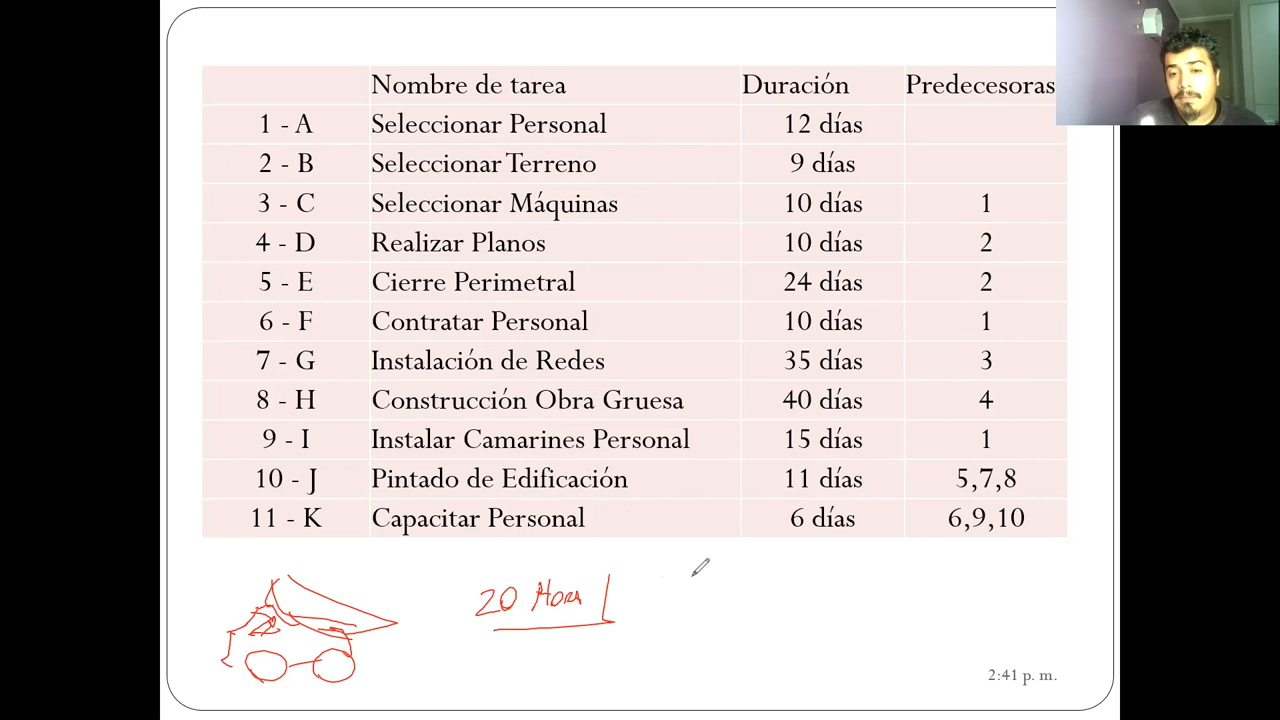 Nombre de tarea Duración Predecesoras
1 - A Seleccionar Personal 12 días
2 - B Seleccionar Terreno 9 días
3 - C Seleccionar Máquinas 10 días 1
4 - D Realizar Planos 10 días 2
5 - E Cierre Perimetral 24 días 2
6 - F Contratar Personal 10 días 1
7 - G Instalación de Redes 35 días 3
8 - H Construcción Obra Gruesa 40 días 4
9 - I Instalar Camarines Personal 15 días 1
10 - J Pintado de Edificación 11 días 5,7,8
11 - K Capacitar Personal 6 días 6,9,10
20 Hora
2:41 p. m.